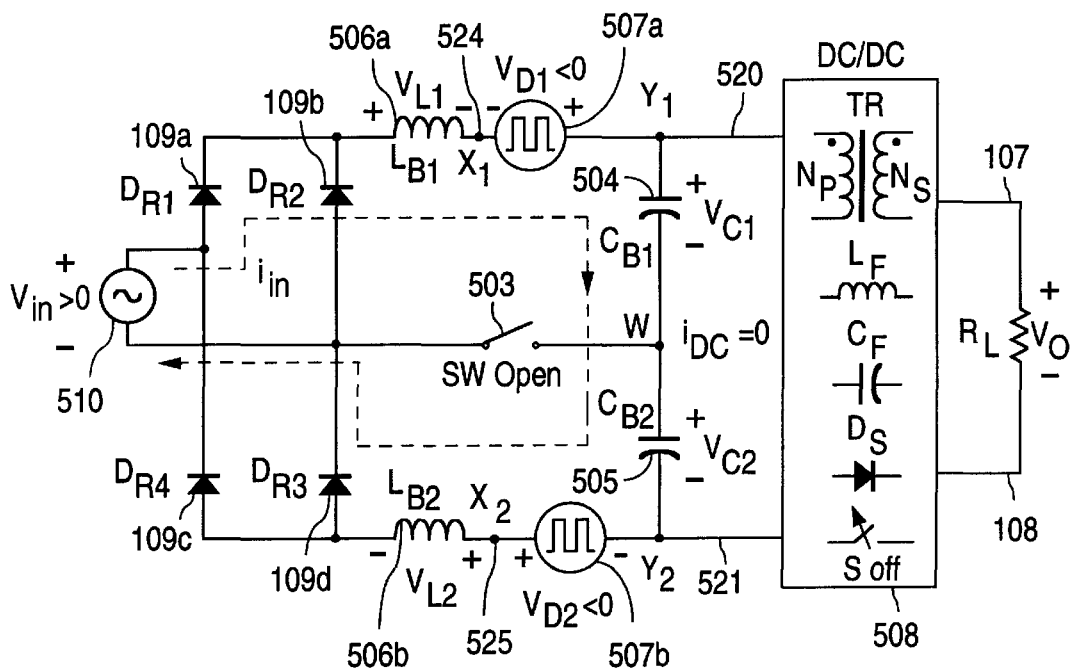 506a 524 507a
V_L1 V_D1 <0 Y_1 520 DC/DC
+ - - +
109b
109a
L_B1 X_1
TR
D_R1 D_R2
504 + V_C1 -
N_P N_S
107
C_B1
i_in
+
V_in >0
-
503
L_F
W i_DC =0
SW Open
C_F
R_L + V_O -
510
C_B2 + V_C2 -
D_S
D_R4 D_R3
L_B2 X_2
505
109c
109d
- + + -
Y_2
521
108
S off
V_L2 V_D2 <0
506b 525 507b 508